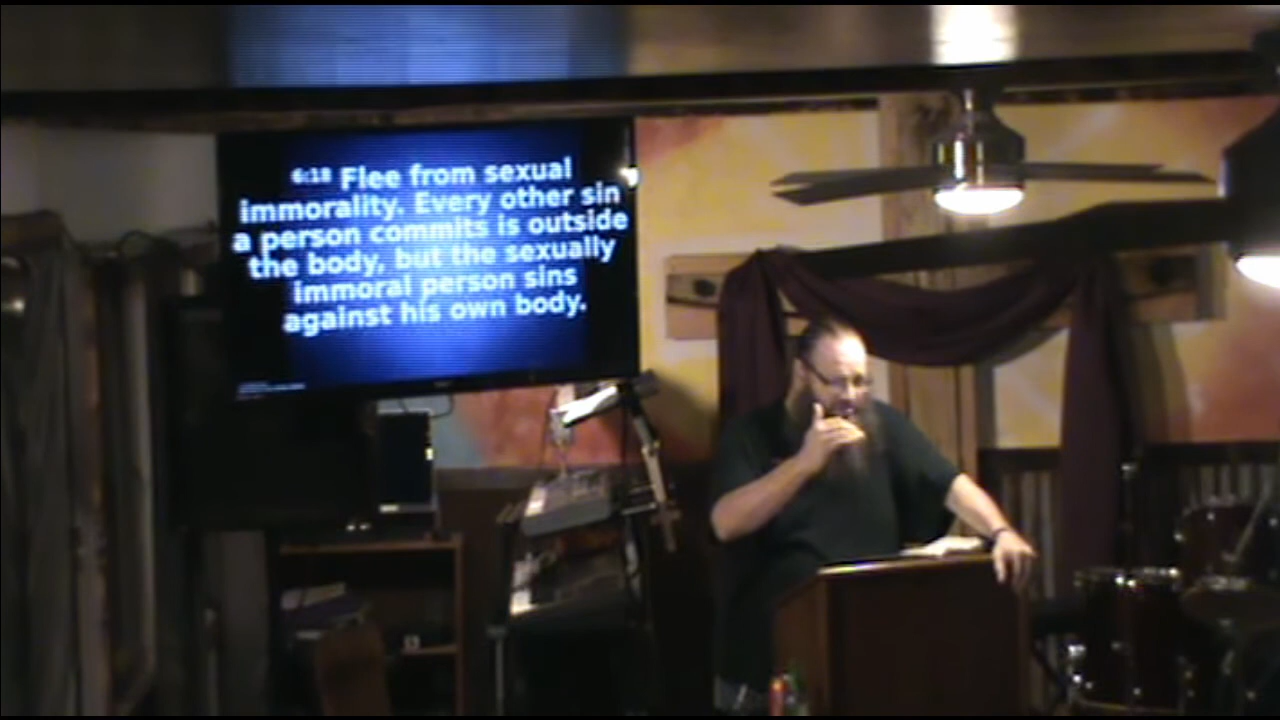 6:18 Flee from sexual
immorality. Every other sin
a person commits is outside
the body, but the sexually
immoral person sins
against his own body.